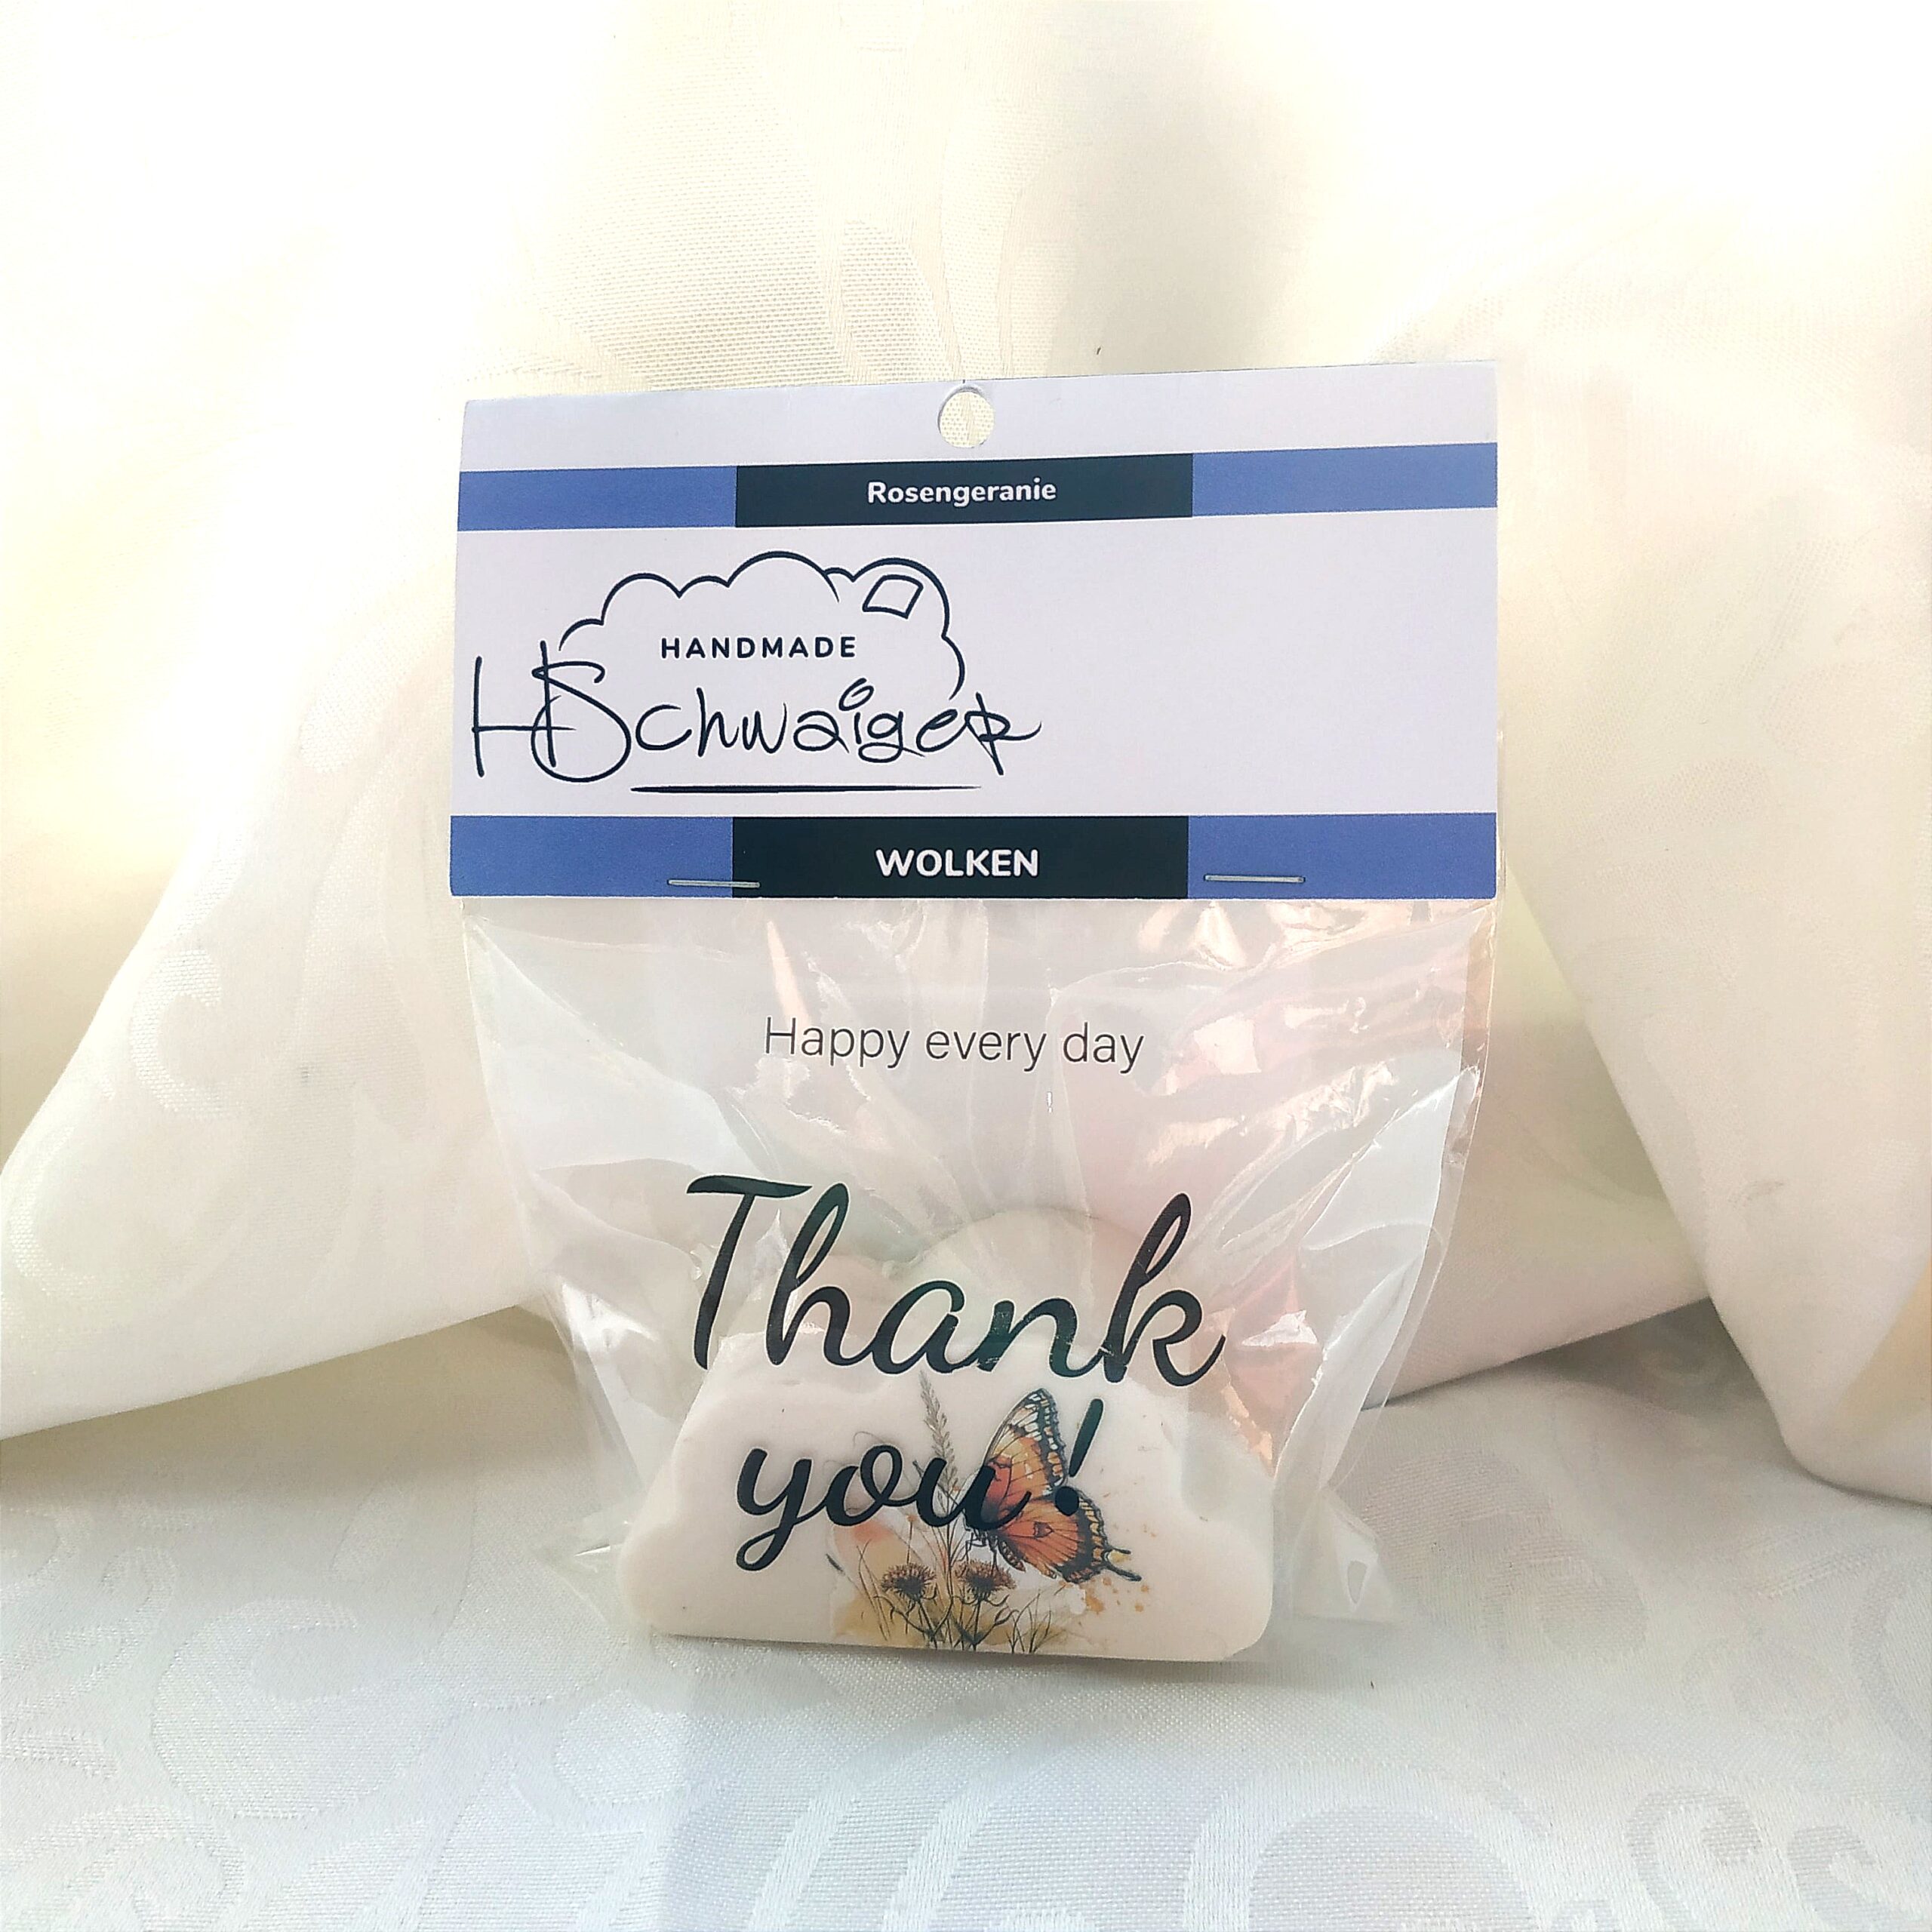 Rosengeranie
HANDMADE
HSchwaiger
WOLKEN
Happy every day
Thank
you!